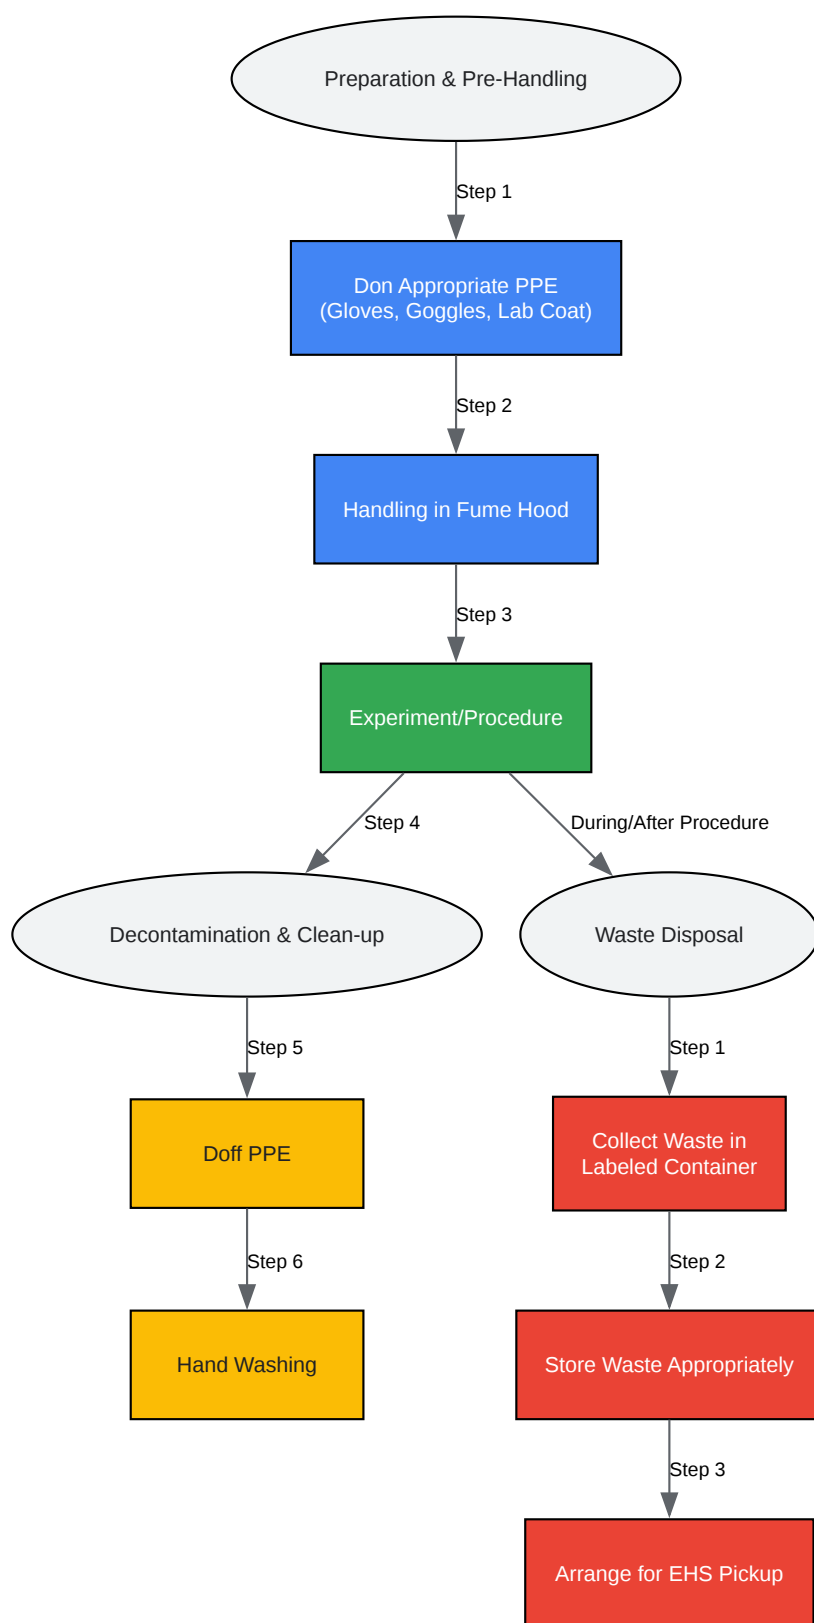 Preparation & Pre-Handling
Step 1
Don Appropriate PPE
(Gloves, Goggles, Lab Coat)
Step 2
Handling in Fume Hood
Step 3
Experiment/Procedure
Step 4
During/After Procedure
Decontamination & Clean-up
Waste Disposal
Step 5
Step 1
Doff PPE
Collect Waste in
Labeled Container
Step 6
Step 2
Hand Washing
Store Waste Appropriately
Step 3
Arrange for EHS Pickup